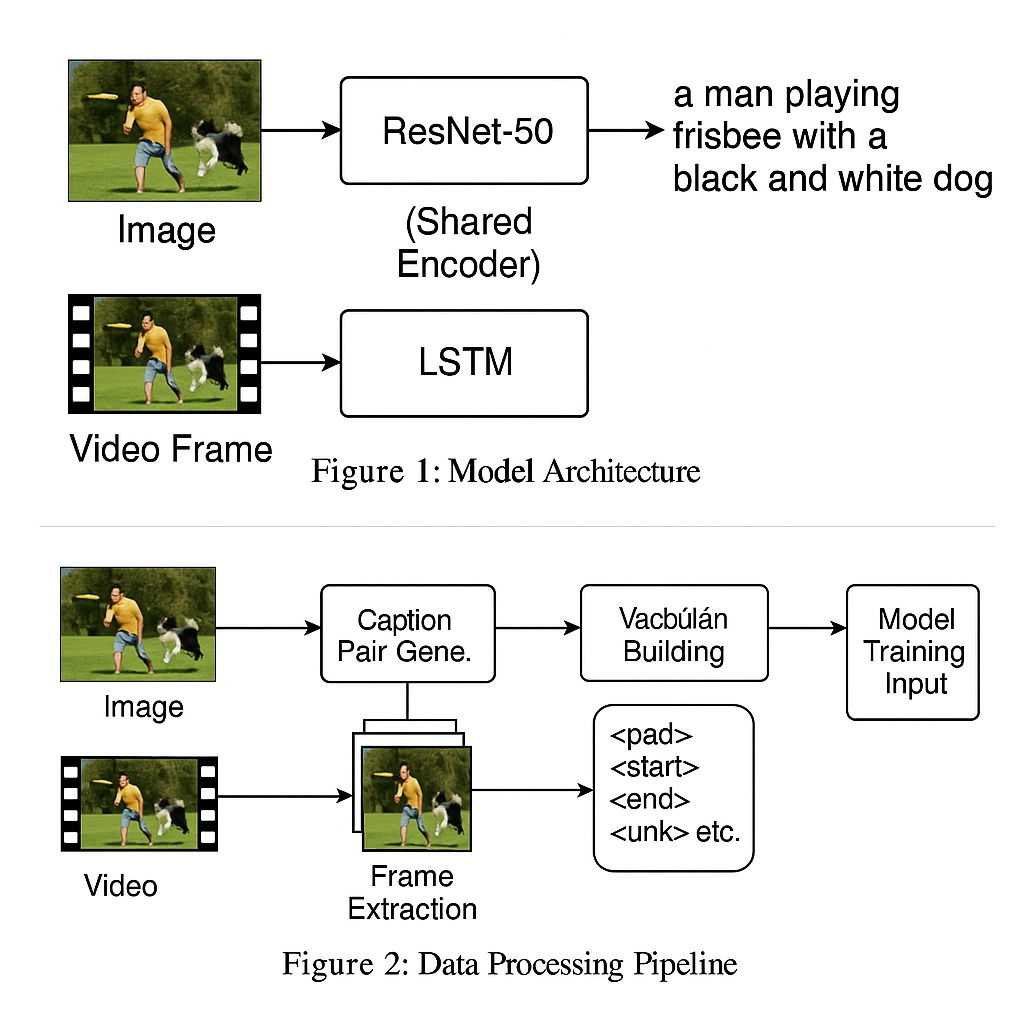 a man playing
frisbee with a
black and white dog
ResNet-50
Image
(Shared
Encoder)
LSTM
Video Frame
Figure 1: Model Architecture
Caption
Pair Gene.
Vacbúlán
Building
Model
Training
Input
Image
<pad>
<start>
<end>
<unk> etc.
Video
Frame
Extraction
Figure 2: Data Processing Pipeline